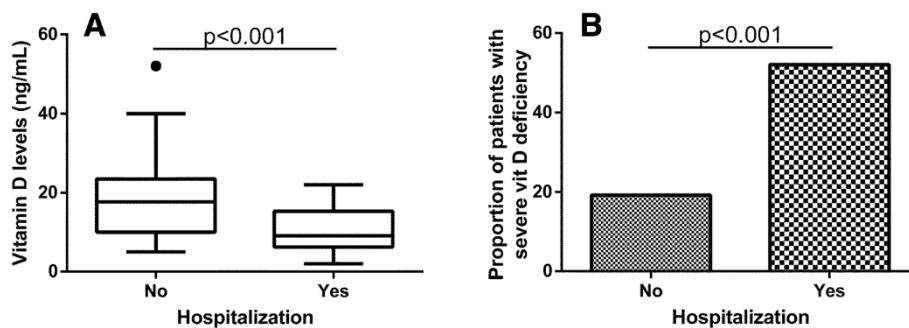 A
p<0.001
Vitamin D levels (ng/mL)
60
40
20
0
No
Yes
Hospitalization
B
p<0.001
Proportion of patients with
severe vit D deficiency
60
40
20
0
No
Yes
Hospitalization